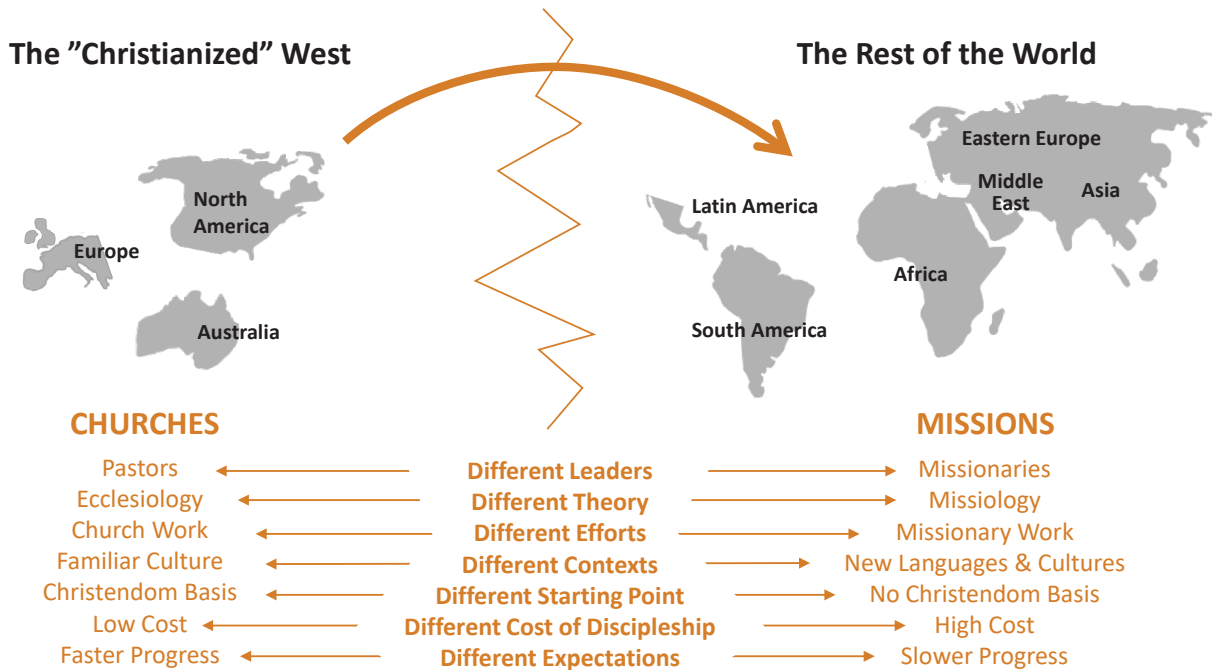 The ”Christianized” West
The Rest of the World
North
America
Europe
Australia
Eastern Europe
Middle
East
Asia
Latin America
Africa
South America
CHURCHES
MISSIONS
Pastors
Different Leaders
Missionaries
Ecclesiology
Different Theory
Missiology
Church Work
Different Efforts
Missionary Work
Familiar Culture
Different Contexts
New Languages & Cultures
Christendom Basis
Different Starting Point
No Christendom Basis
Low Cost
Different Cost of Discipleship
High Cost
Faster Progress
Different Expectations
Slower Progress